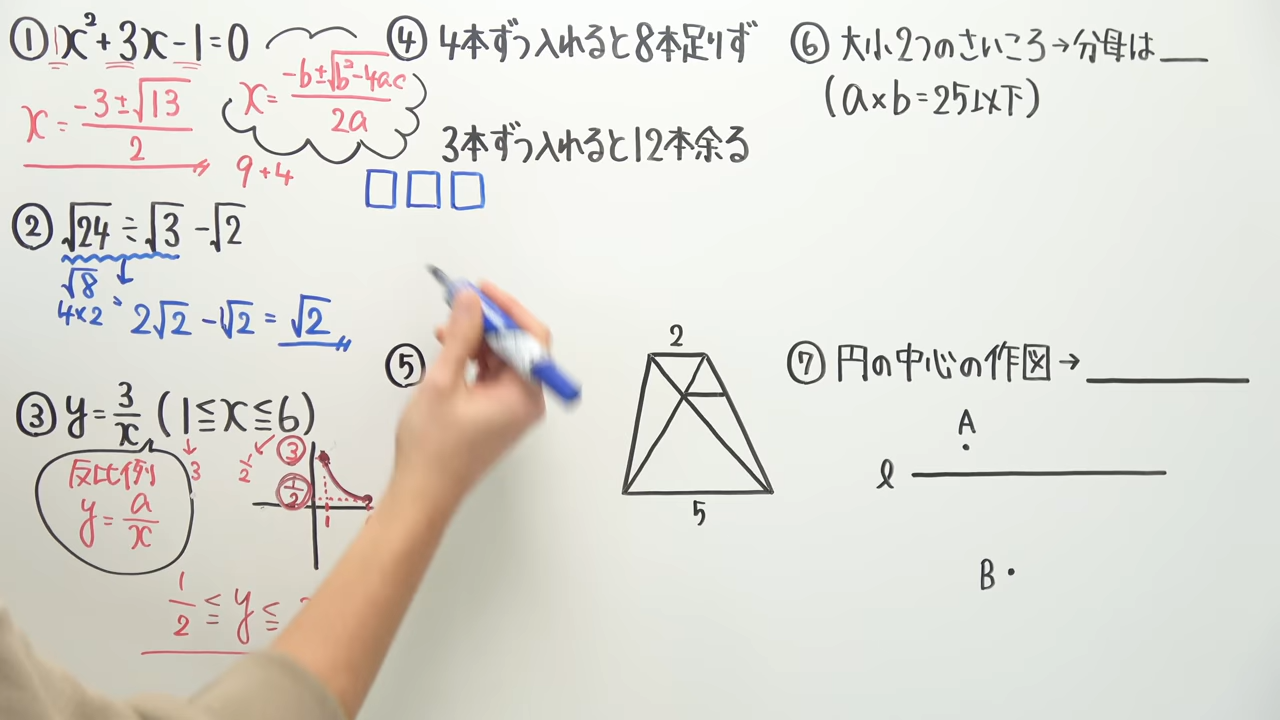 ① 1x²+3x-1=0
x=(-3±√13)/2
x=(-b±√b²-4ac)/2a
9+4
② √24÷√3-√2
√8
4×2
2√2-1√2=√2
③ y=3/x (1≦x≦6)
3
1/2
③
1/2
1
反比例
y=a/x
1/2≦y≦
④ 4本ずつ入れると8本足りず
3本ずつ入れると12本余る
⑤
2
5
⑥ 大小2つのさいころ→分母は
(a×b=25以下)
⑦ 円の中心の作図→
A
ℓ
B